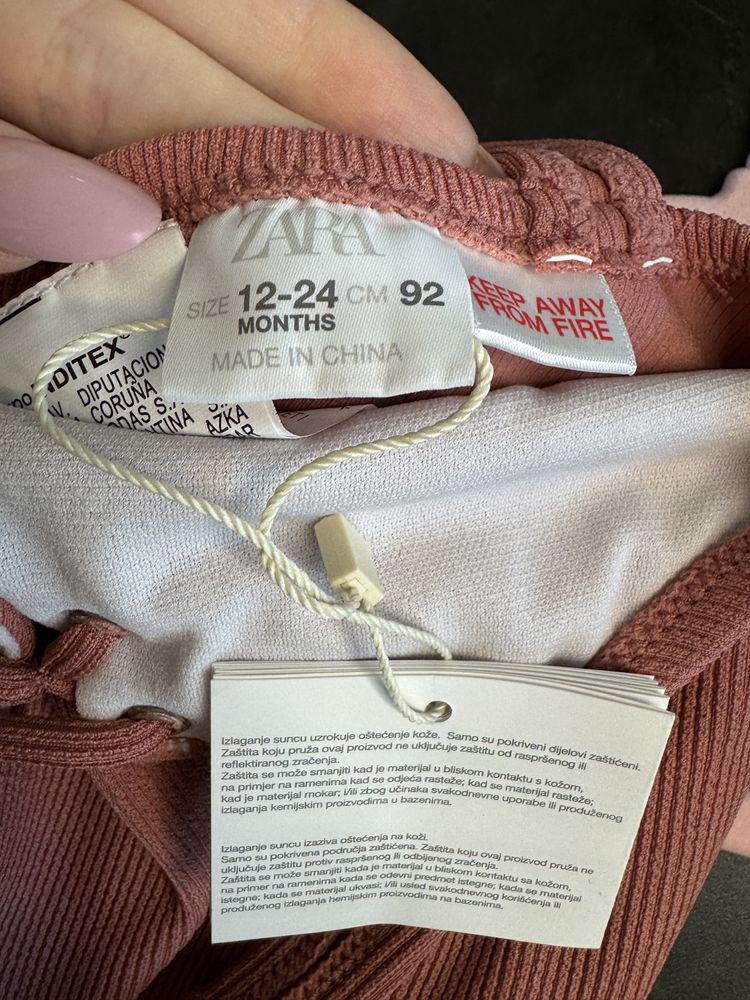 ZARA
SIZE 12-24 CM 92
MONTHS
MADE IN CHINA
KEEP AWAY
FROM FIRE
INDITEX
DIPUTACION
CORUÑA
AZKA
Izlaganje suncu uzrokuje oštećenje kože. Samo su pokriveni dijelovi zaštićeni.
Zaštita koju pruža ovaj proizvod ne uključuje zaštitu od raspršenog ili
reflektiranog zračenja.
Zaštita se može smanjiti kad je materijal u bliskom kontaktu s kožom,
na primjer na ramenima kad se odjeća rasteže; kad se materijal rasteže;
kad je materijal mokar; i/ili zbog učinaka svakodnevne uporabe ili produženog
izlaganja kemijskim proizvodima u bazenima.
Izlaganje suncu izaziva oštećenja na koži.
Samo su pokrivena područja zaštićena. Zaštita koju ovaj proizvod pruža ne
uključuje zaštitu protiv raspršenog ili odbijenog zračenja.
Zaštita se može smanjiti kada je materijal u bliskom kontaktu sa kožom,
na primer na ramenima kada se odevni predmet istegne; kada se materijal
istegne; kada se materijal ukvasi; i/ili usled svakodnevnog korišćenja ili
produženog izlaganja hemijskim proizvodima na bazenima.